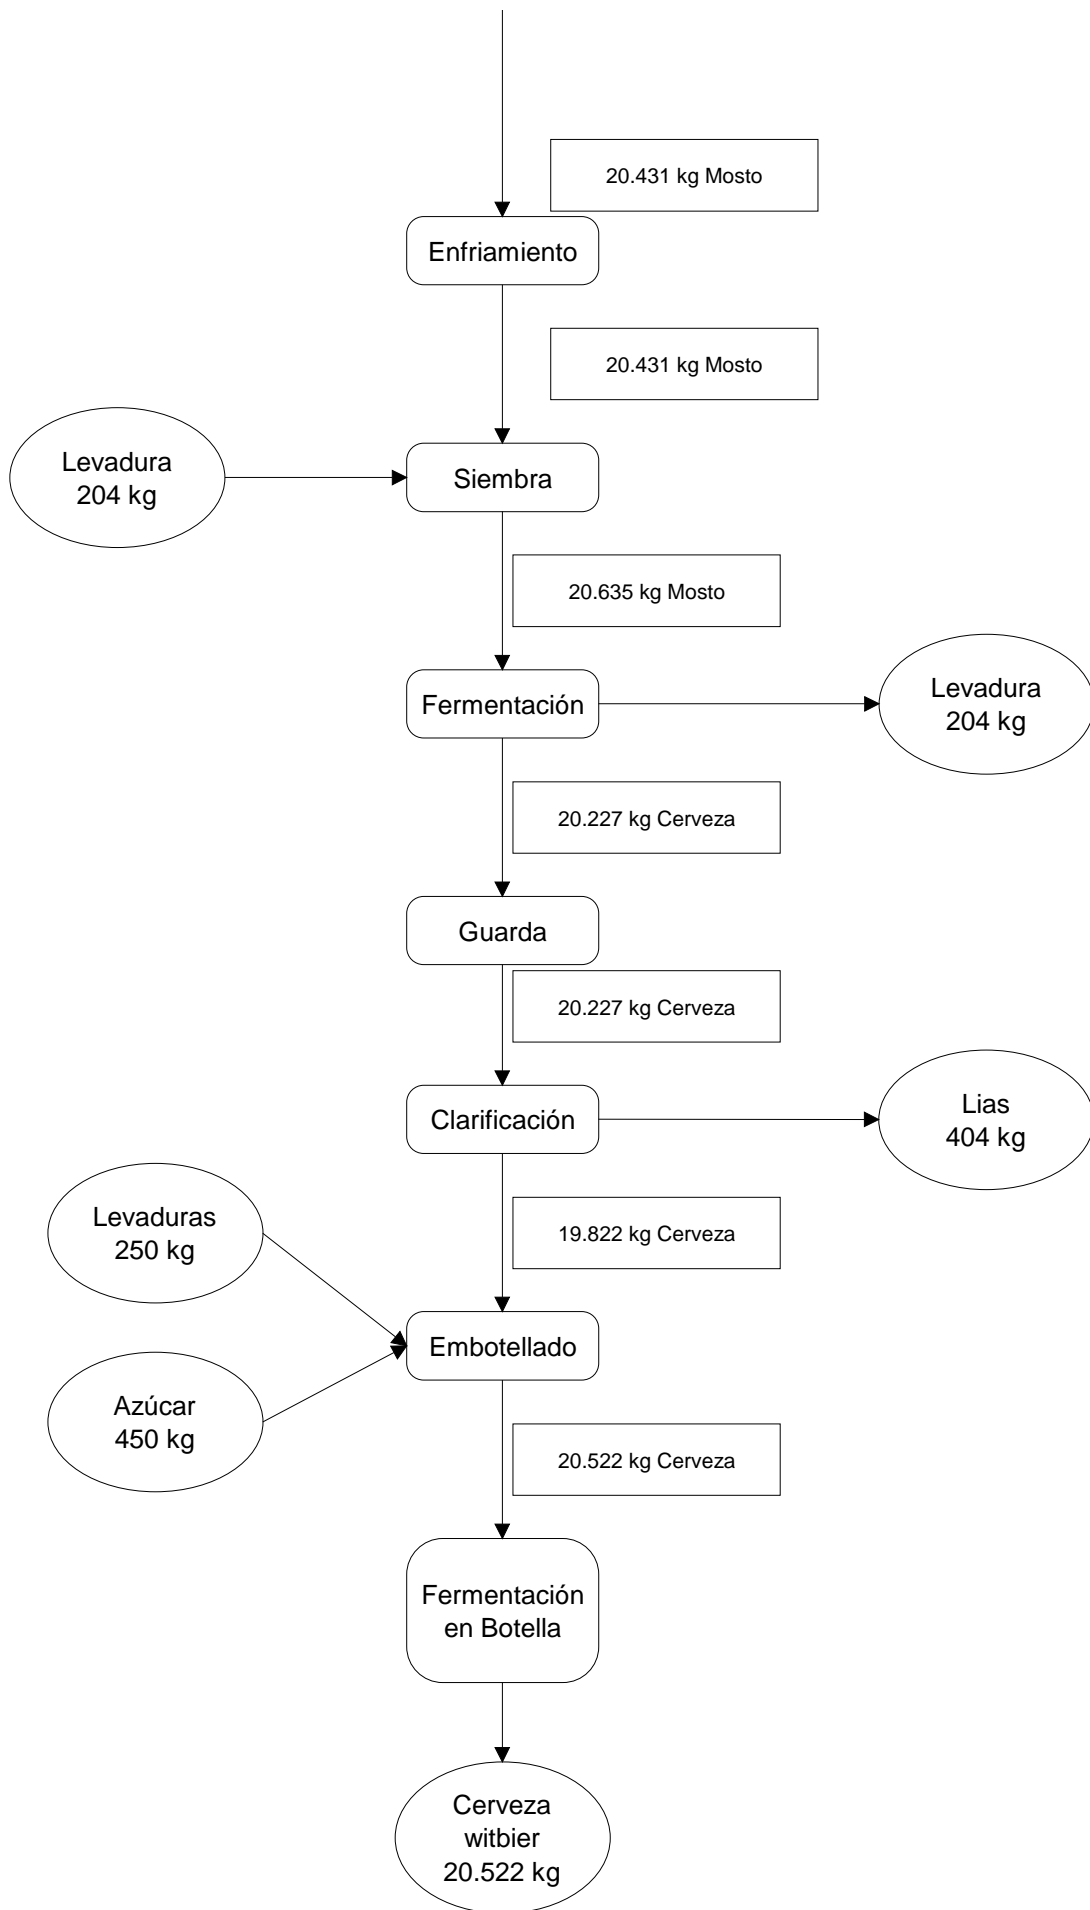 20.431 kg Mosto
Enfriamiento
20.431 kg Mosto
Levadura
204 kg
Siembra
20.635 kg Mosto
Fermentación
Levadura
204 kg
20.227 kg Cerveza
Guarda
20.227 kg Cerveza
Clarificación
Lias
404 kg
19.822 kg Cerveza
Levaduras
250 kg
Embotellado
Azúcar
450 kg
20.522 kg Cerveza
Fermentación
en Botella
Cerveza
witbier
20.522 kg